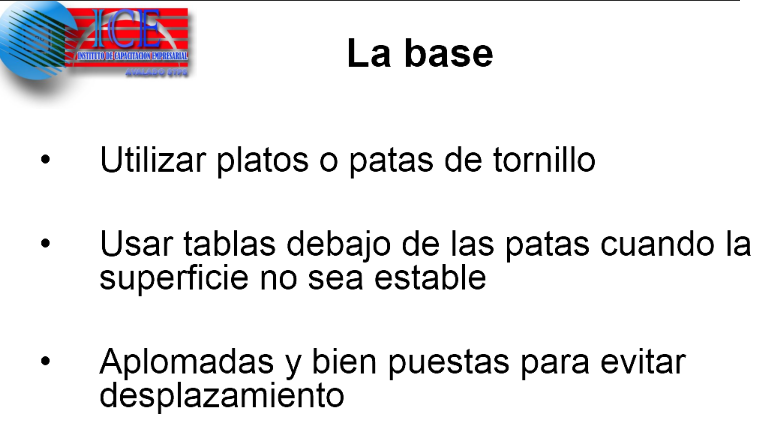 ICE
INSTITUTO DE CAPACITACION EMPRESARIAL
La base
• Utilizar platos o patas de tornillo
• Usar tablas debajo de las patas cuando la
superficie no sea estable
• Aplomadas y bien puestas para evitar
desplazamiento